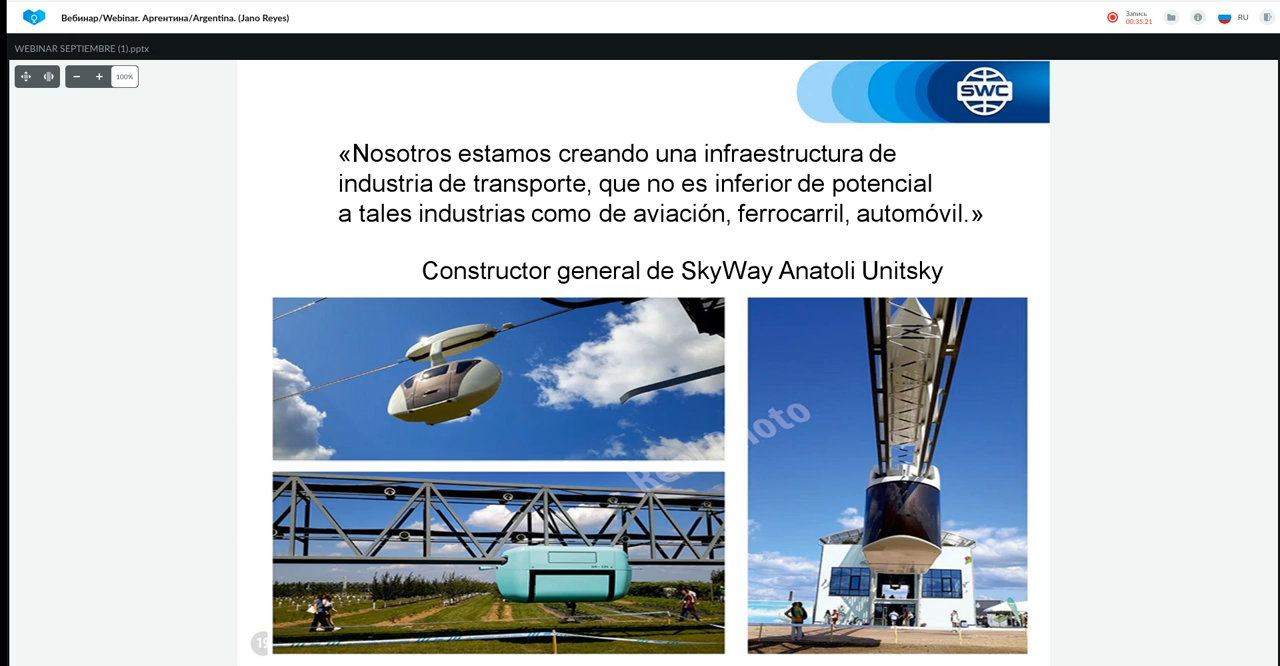 Вебинар/Webinar. Аргентина/Argentina. (Jano Reyes)
Запись
00:35:21
RU
WEBINAR SEPTIEMBRE (1).pptx
100%
SWC
«Nosotros estamos creando una infraestructura de
industria de transporte, que no es inferior de potencial
a tales industrias como de aviación, ferrocarril, automóvil.»
Constructor general de SkyWay Anatoli Unitsky
19